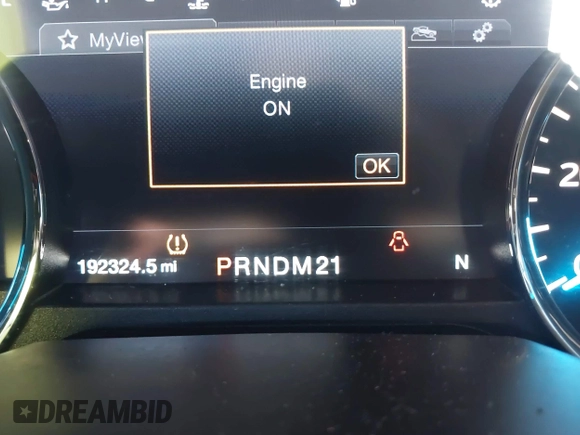 MyView
Engine
ON
OK
192324.5 mi
PRNDM21
N
DREAMBID